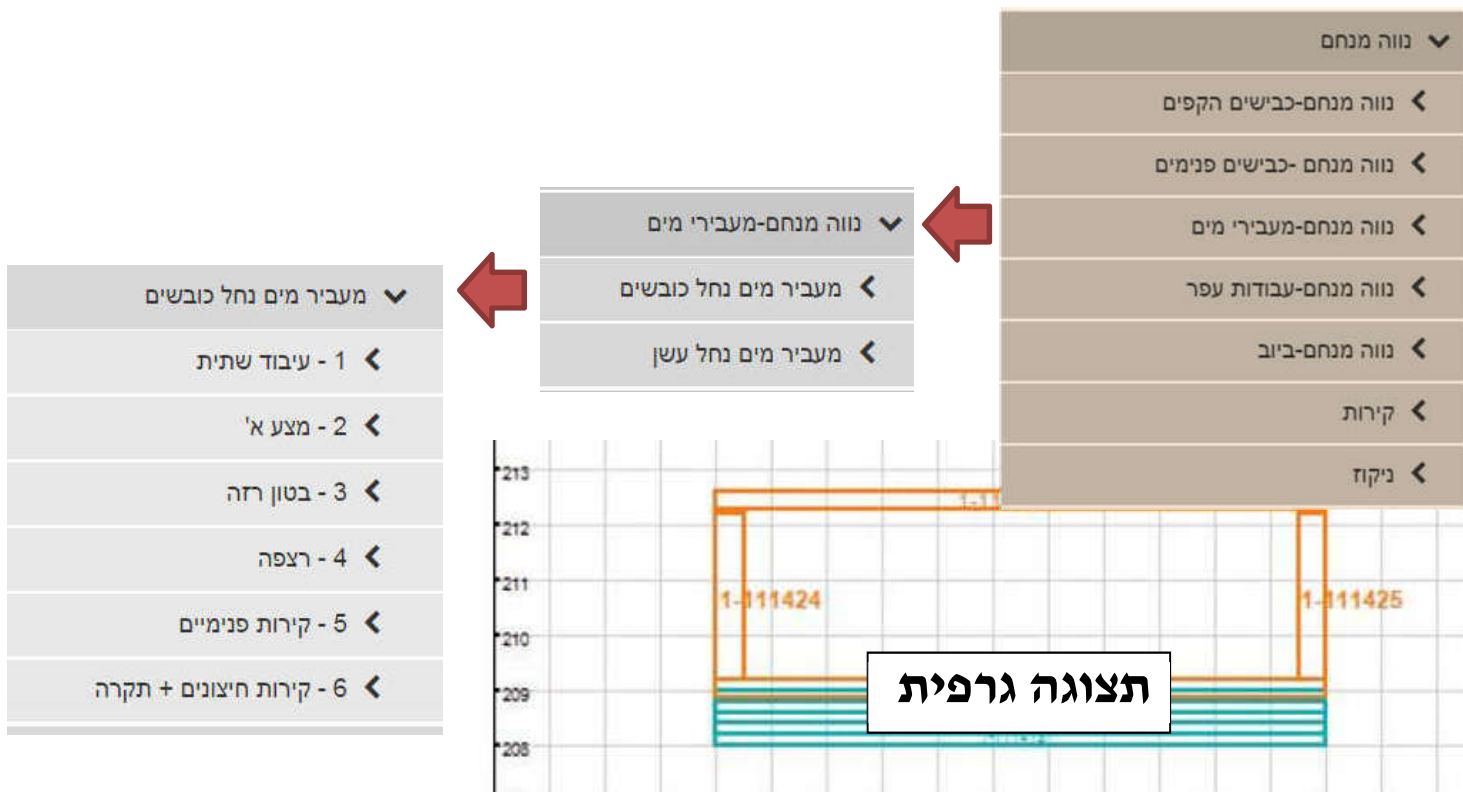 נווה מנחם
נווה מנחם-כבישים הקפים
נווה מנחם -כבישים פנימים
נווה מנחם-מעבירי מים
נווה מנחם-עבודות עפר
נווה מנחם-ביוב
קירות
ניקוז
נווה מנחם-מעבירי מים
מעביר מים נחל כובשים
מעביר מים נחל עשן
מעביר מים נחל כובשים
1 - עיבוד שתית
2 - מצע א'
3 - בטון רזה
4 - רצפה
5 - קירות פנימיים
6 - קירות חיצונים + תקרה
213
212
211
210
209
208
1-111424
1-111425
תצוגה גרפית